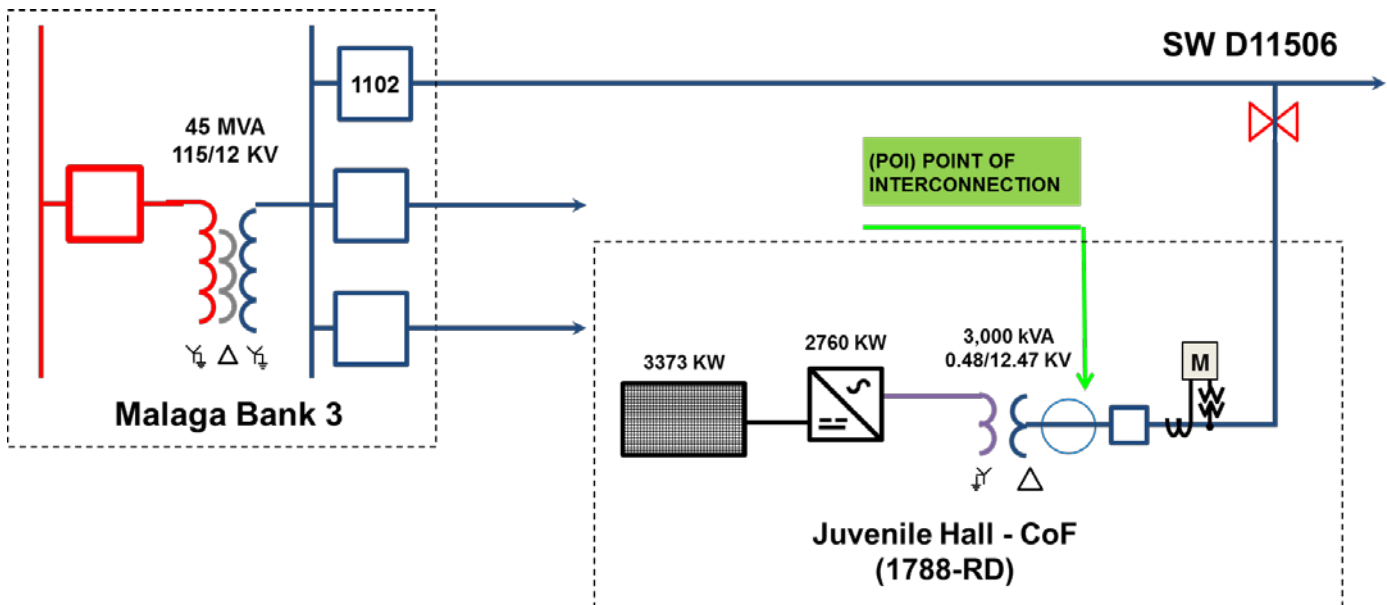 SW D11506
1102
45 MVA
115/12 KV
(POI) POINT OF
INTERCONNECTION
Malaga Bank 3
3373 KW
2760 KW
3,000 kVA
0.48/12.47 KV
M
Juvenile Hall - CoF
(1788-RD)